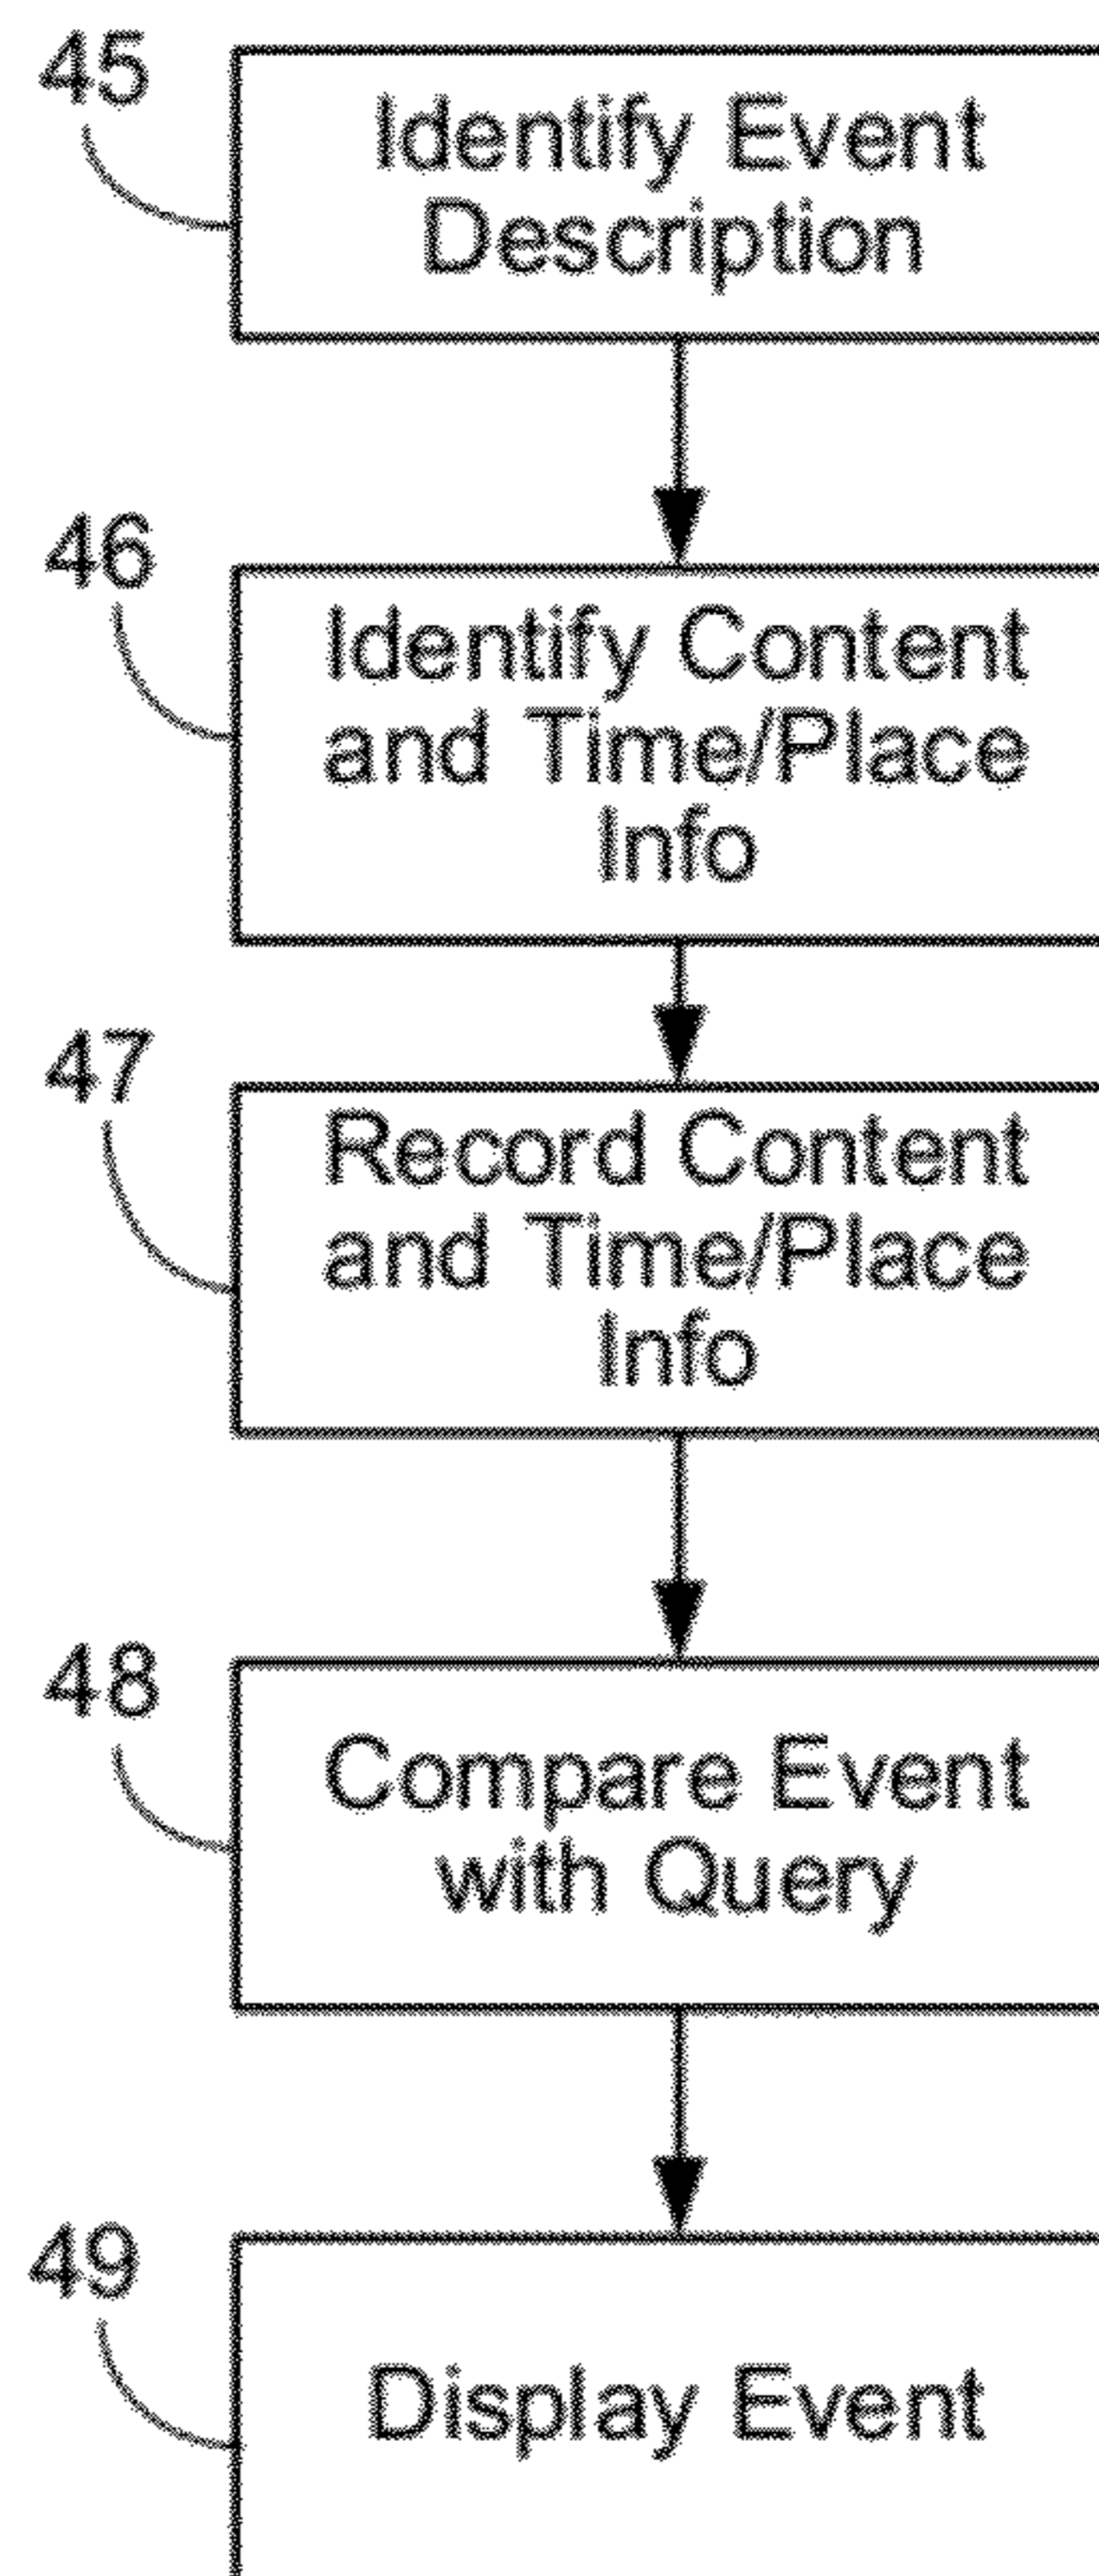 45
Identify Event
Description
46
Identify Content
and Time/Place
Info
47
Record Content
and Time/Place
Info
48
Compare Event
with Query
49
Display Event